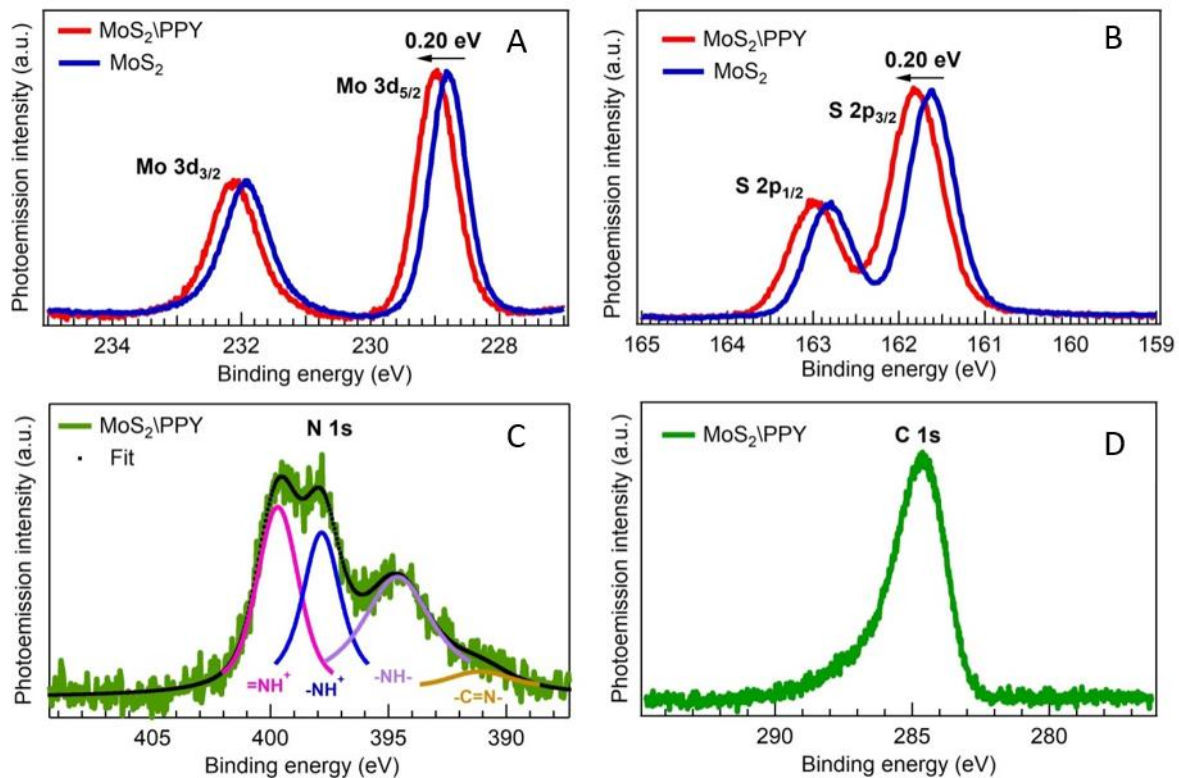 MoS₂\PPY
MoS₂
0.20 eV
A
Mo 3d₅/₂
Mo 3d₃/₂
Photoemission intensity (a.u.)
234
232
230
228
Binding energy (eV)
MoS₂\PPY
MoS₂
0.20 eV
B
S 2p₃/₂
S 2p₁/₂
Photoemission intensity (a.u.)
165
163
162
161
160
159
Binding energy (eV)
MoS₂\PPY
Fit
N 1s
C
=NH⁺
-NH⁺
-NH-
-C=N-
Photoemission intensity (a.u.)
405
400
395
390
Binding energy (eV)
MoS₂\PPY
C 1s
D
Photoemission intensity (a.u.)
290
285
280
Binding energy (eV)